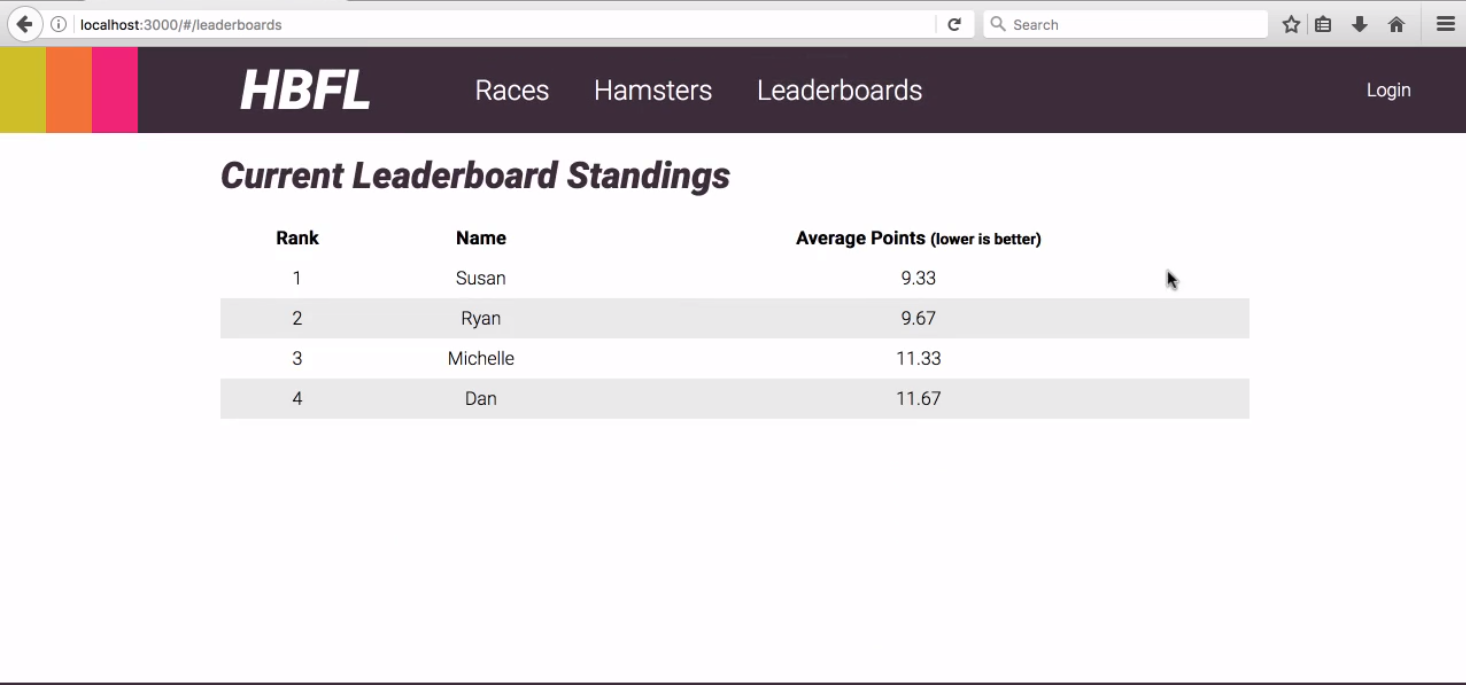 localhost:3000/#/leaderboards
Search
HBFL Races Hamsters Leaderboards Login
Current Leaderboard Standings
Rank Name Average Points (lower is better)
1 Susan 9.33
2 Ryan 9.67
3 Michelle 11.33
4 Dan 11.67